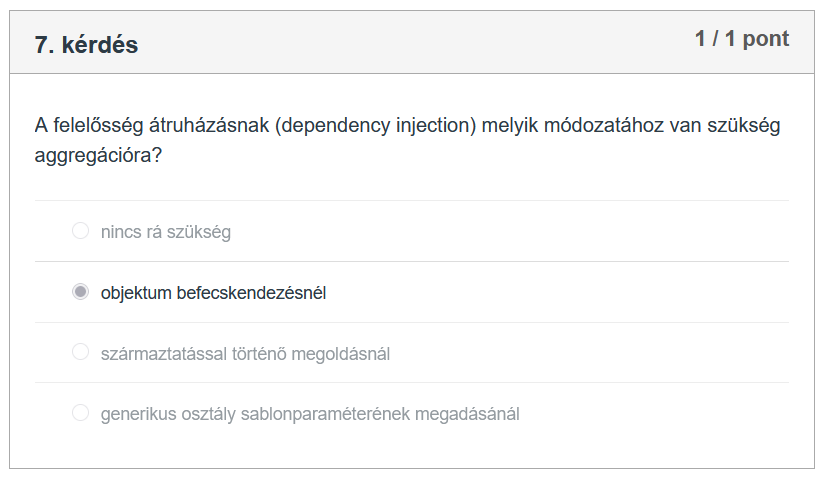 7. kérdés
1 / 1 pont
A felelősség átruházásnak (dependency injection) melyik módozatához van szükség
aggregációra?
nincs rá szükség
objektum befecskendezésnél
származtatással történő megoldásnál
generikus osztály sablonparaméterének megadásánál